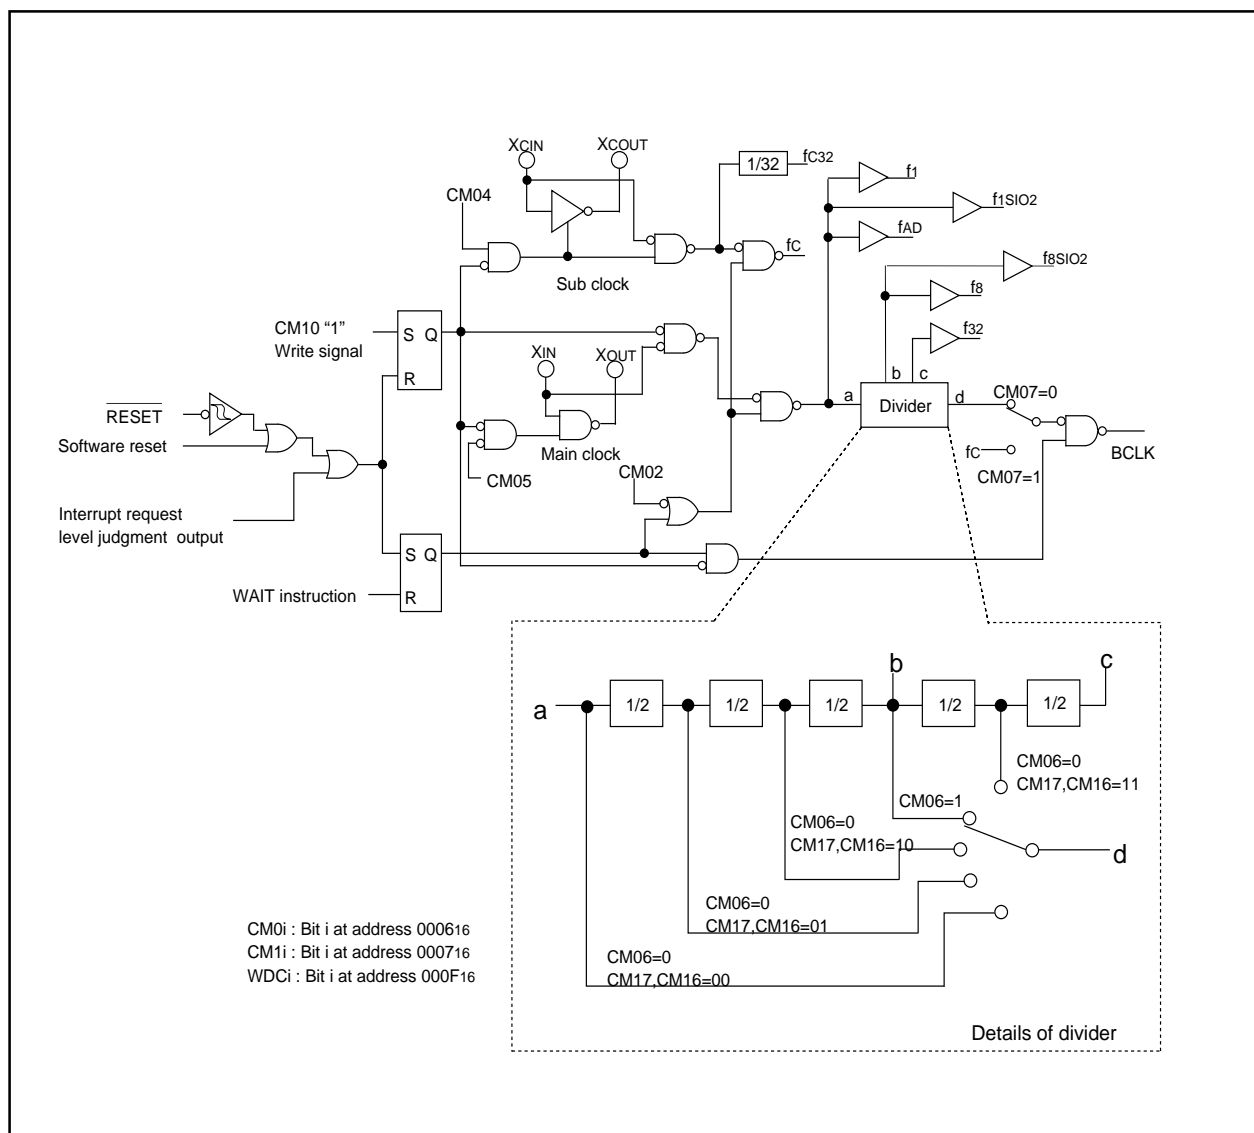 XCIN
XCOUT
1/32
fC32
f1
CM04
f1SIO2
fAD
fC
f8SIO2
Sub clock
f8
CM10 “1”
Write signal
S Q
R
f32
XIN
XOUT
b c
a
Divider
d
CM07=0
RESET
Software reset
Main clock
CM05
CM02
fC
CM07=1
BCLK
Interrupt request
level judgment output
S Q
R
WAIT instruction
b
c
a
1/2
1/2
1/2
1/2
1/2
CM06=0
CM17,CM16=11
CM06=1
CM06=0
CM17,CM16=10
d
CM06=0
CM17,CM16=01
CM06=0
CM17,CM16=00
CM0i : Bit i at address 000616
CM1i : Bit i at address 000716
WDCi : Bit i at address 000F16
Details of divider